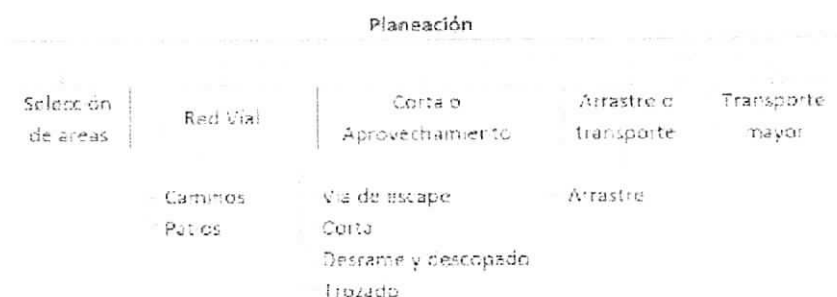 Planeación
Selección de areas
Red Vial
Corta o Aprovechamiento
Arrastre o transporte
Transporte mayor
Caminos
Patios
Via de escape
Corta
Desrame y descopado
Trozado
Arrastre